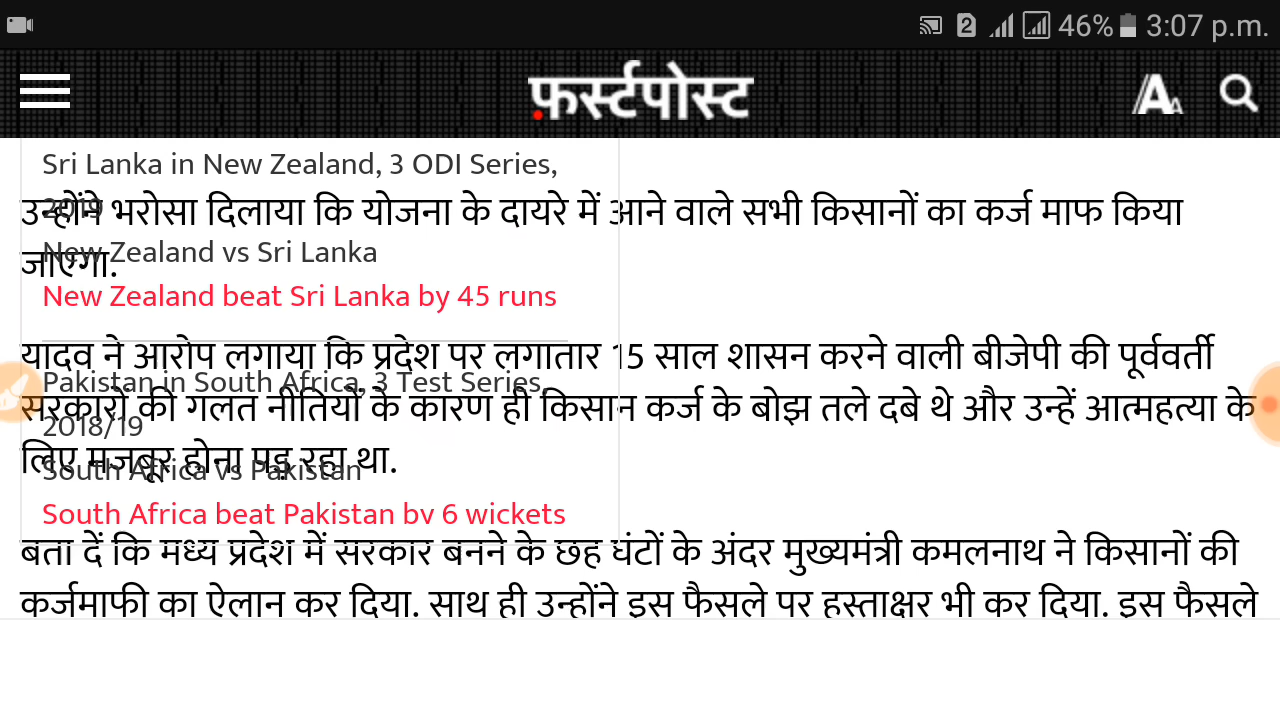 2 46% 3:07 p.m.
फर्स्टपोस्ट
A A
Sri Lanka in New Zealand, 3 ODI Series,
2019
उन्होंने भरोसा दिलाया कि योजना के दायरे में आने वाले सभी किसानों का कर्ज माफ किया
New Zealand vs Sri Lanka
जाएगा.
New Zealand beat Sri Lanka by 45 runs
यादव ने आरोप लगाया कि प्रदेश पर लगातार 15 साल शासन करने वाली बीजेपी की पूर्ववर्ती
Pakistan in South Africa, 3 Test Series,
सरकारों की गलत नीतियों के कारण ही किसान कर्ज के बोझ तले दबे थे और उन्हें आत्महत्या के
2018/19
लिए मजबूर होना पड़ रहा था.
South Africa vs Pakistan
South Africa beat Pakistan by 6 wickets
बता दें कि मध्य प्रदेश में सरकार बनने के छह घंटों के अंदर मुख्यमंत्री कमलनाथ ने किसानों की
कर्जमाफी का ऐलान कर दिया. साथ ही उन्होंने इस फैसले पर हस्ताक्षर भी कर दिया. इस फैसले